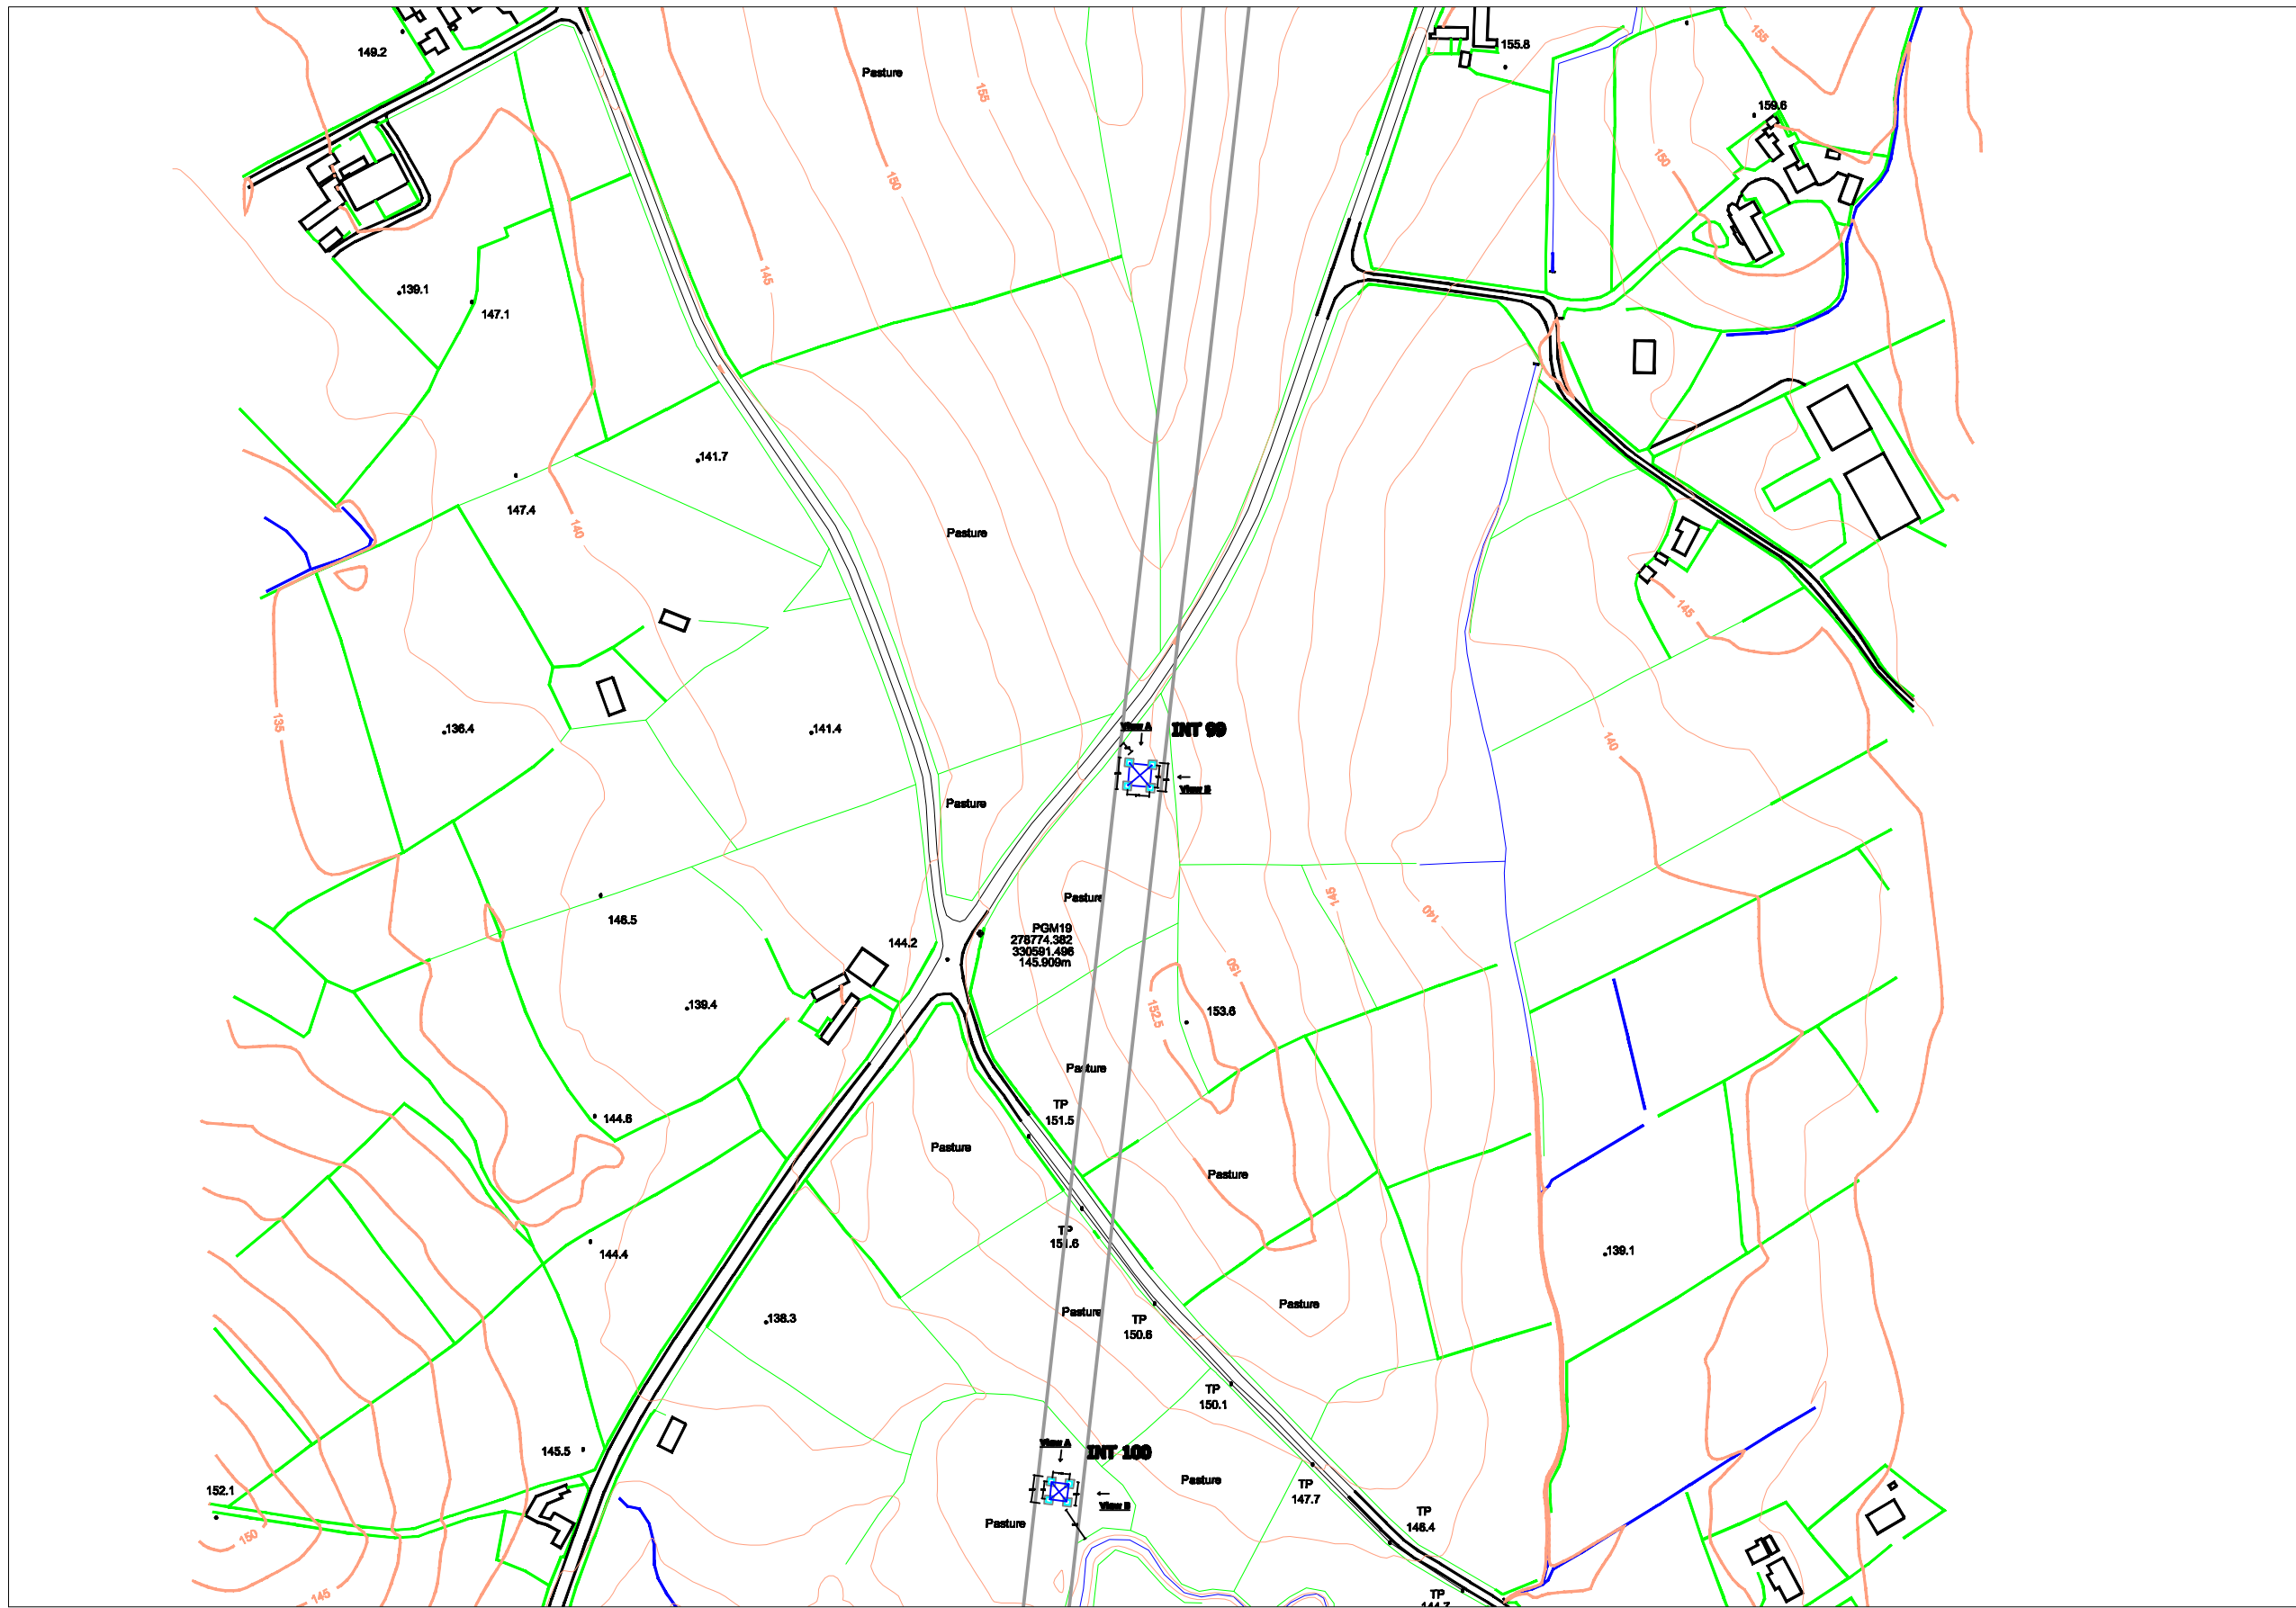 149.2
155.8
155
Pasture
155
159.6
150
150
145
139.1
147.1
141.7
147.4
140
Pasture
145
135
136.4
141.4
View A
INT 99
140
View B
Pasture
146.5
Pasture
145
140
144.2
PGM19
278774.382
330591.496
145.909m
150
139.4
152.5
153.6
Pasture
TP
151.5
144.6
Pasture
Pasture
TP
151.6
144.4
139.1
Pasture
Pasture
138.3
TP
150.6
TP
150.1
View A
INT 100
145.5
Pasture
152.1
TP
147.7
View B
TP
146.4
Pasture
150
145
TP
144.7